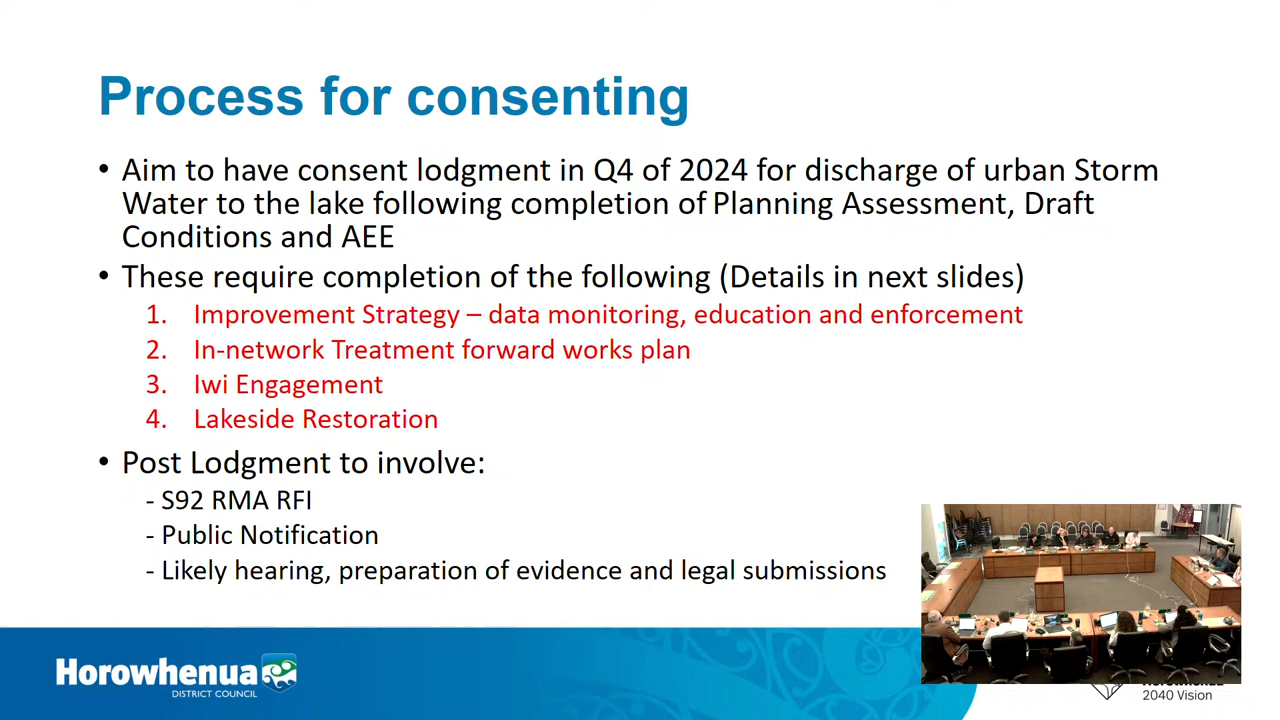 Process for consenting
• Aim to have consent lodgment in Q4 of 2024 for discharge of urban Storm
Water to the lake following completion of Planning Assessment, Draft
Conditions and AEE
• These require completion of the following (Details in next slides)
1. Improvement Strategy – data monitoring, education and enforcement
2. In-network Treatment forward works plan
3. Iwi Engagement
4. Lakeside Restoration
• Post Lodgment to involve:
- S92 RMA RFI
- Public Notification
- Likely hearing, preparation of evidence and legal submissions
Horowhenua
DISTRICT COUNCIL
2040 Vision